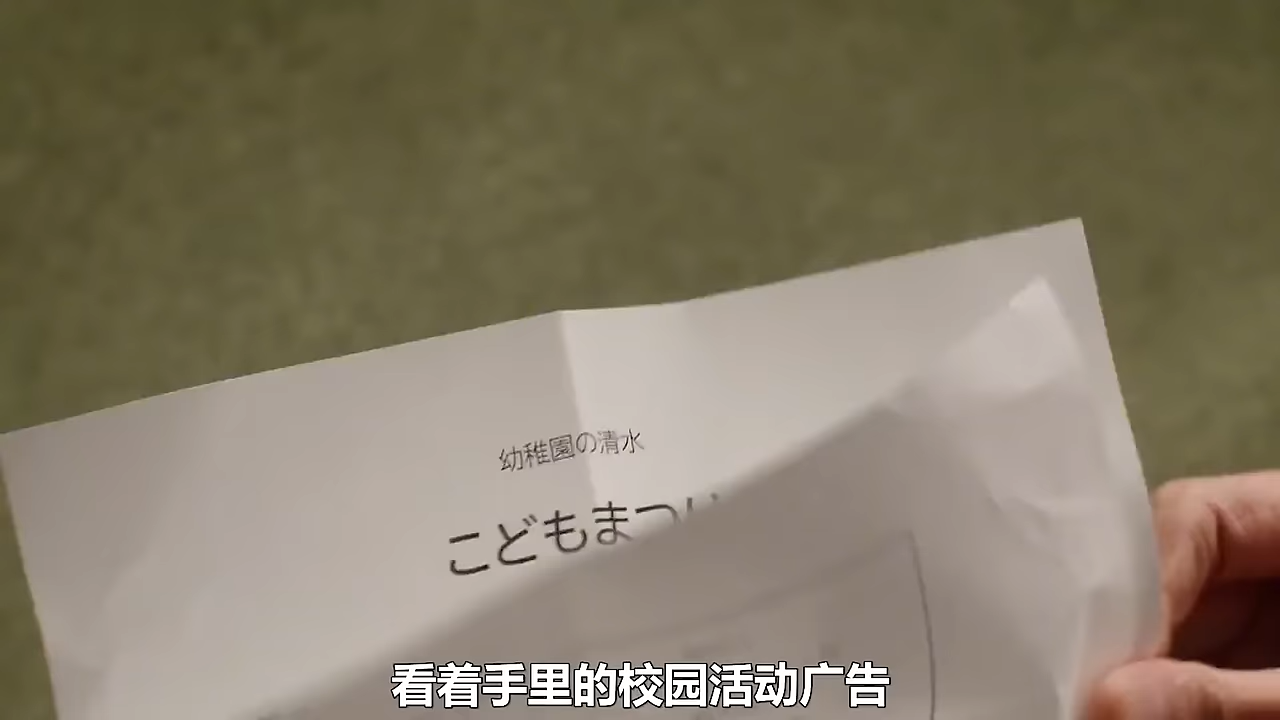 幼稚園の清水
こどもまつり
看着手里的校园活动广告